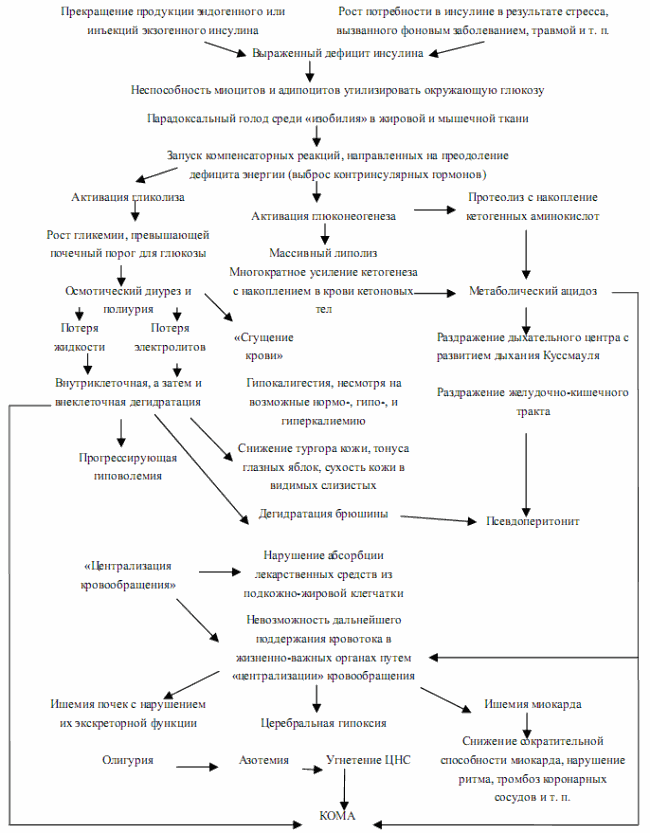 Прекращение продукции эндогенного или
инъекций экзогенного инсулина
Рост потребности в инсулине в результате стресса,
вызванного фоновым заболеванием, травмой и т. п.
Выраженный дефицит инсулина
Неспособность миоцитов и адипоцитов утилизировать окружающую глюкозу
Парадоксальный голод среди «изобилия» в жировой и мышечной ткани
Запуск компенсаторных реакций, направленных на преодоление
дефицита энергии (выброс контринсулярных гормонов)
Активация гликолиза
Активация глюконеогенеза
Протеолиз с накопление
кетогенных аминокислот
Рост гликемии, превышающей
почечный порог для глюкозы
Массивный липолиз
Многократное усиление кетогенеза
с накоплением в крови кетоновых
тел
Осмотический диурез и
полиурия
Метаболический ацидоз
Потеря
жидкости
Потеря
электролитов
«Сгущение
крови»
Раздражение дыхательного центра с
развитием дыхания Куссмауля
Внутриклеточная, а затем и
внеклеточная дегидратация
Гипокалигестия, несмотря на
возможные нормо-, гипо-, и
гиперкалиемию
Раздражение желудочно-кишечного
тракта
Прогрессирующая
гиповолемия
Снижение тургора кожи, тонуса
глазных яблок, сухость кожи в
видимых слизистых
Дегидратация брюшины
Псевдоперитонит
«Централизация
кровообращения»
Нарушение абсорбции
лекарственных средств из
подкожно-жировой клетчатки
Невозможность дальнейшего
поддержания кровотока в
жизненно-важных органах путем
«централизации» кровообращения
Ишемия почек с нарушением
их экскреторной функции
Церебральная гипоксия
Ишемия миокарда
Снижение сократительной
способности миокарда, нарушение
ритма, тромбоз коронарных
сосудов и т. п.
Олигурия
Азотемия
Угнетение ЦНС
КОМА